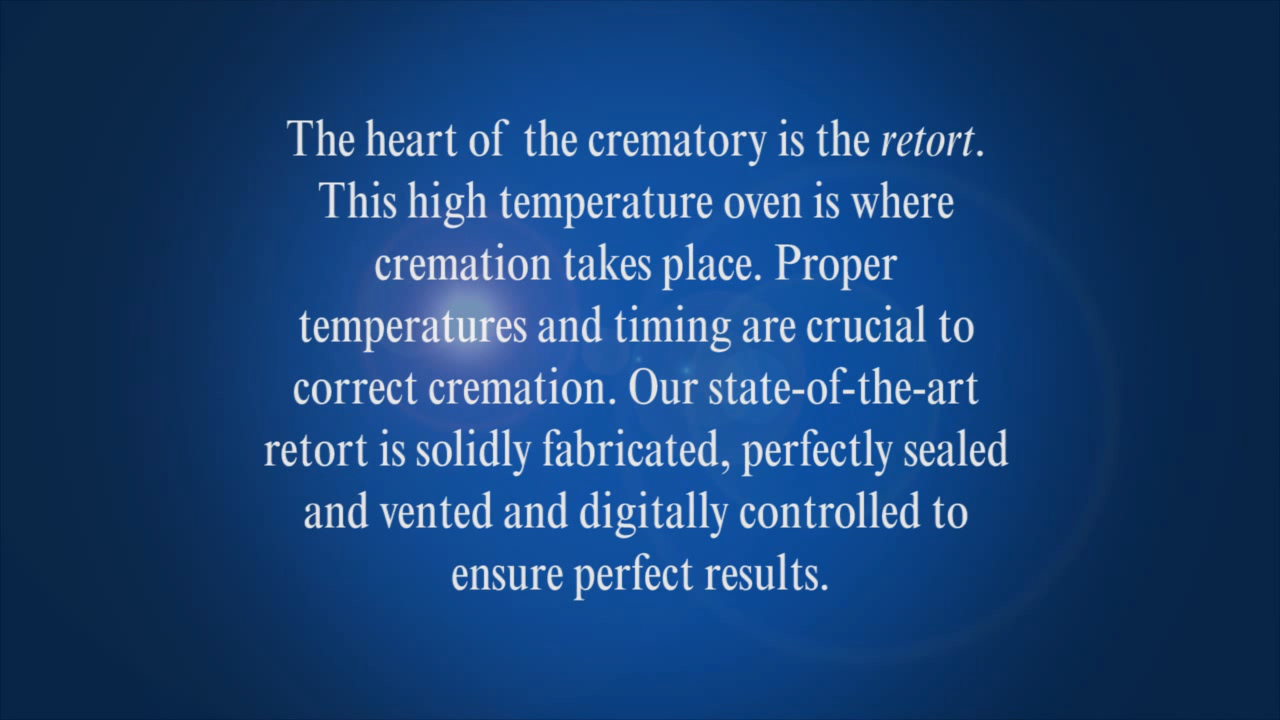 The heart of the crematory is the retort.
This high temperature oven is where
cremation takes place. Proper
temperatures and timing are crucial to
correct cremation. Our state-of-the-art
retort is solidly fabricated, perfectly sealed
and vented and digitally controlled to
ensure perfect results.